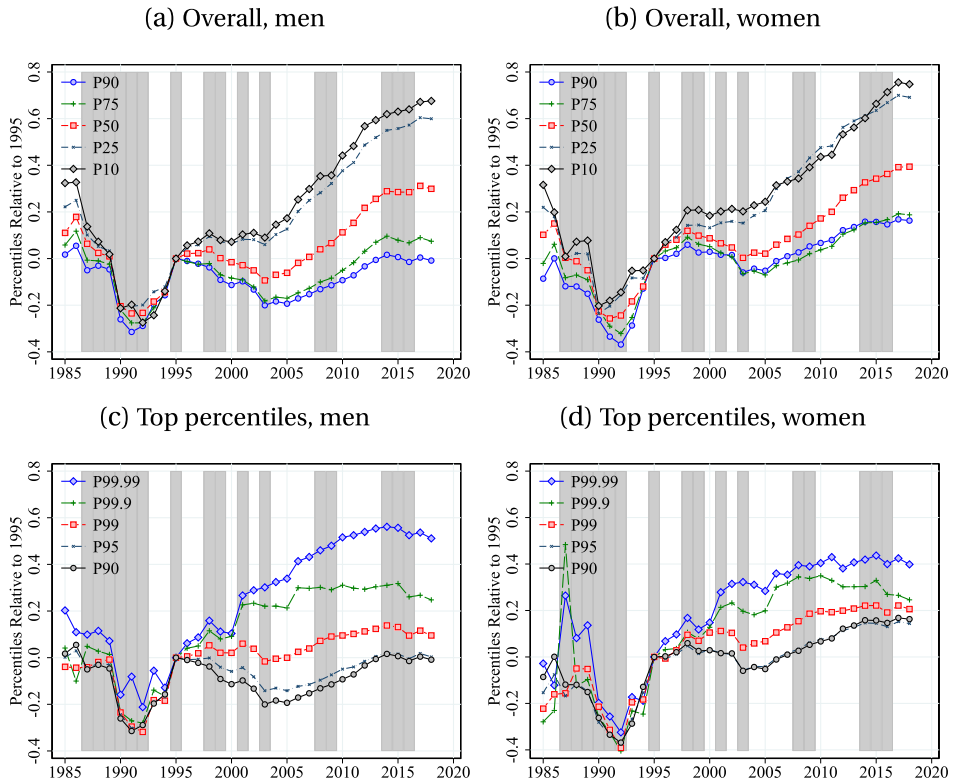 (a) Overall, men
Percentiles Relative to 1995
0.8
0.6
0.4
0.2
0.0
-0.2
-0.4
P90
P75
P50
P25
P10
1985 1990 1995 2000 2005 2010 2015 2020
(b) Overall, women
Percentiles Relative to 1995
0.8
0.6
0.4
0.2
0.0
-0.2
-0.4
P90
P75
P50
P25
P10
1985 1990 1995 2000 2005 2010 2015 2020
(c) Top percentiles, men
Percentiles Relative to 1995
0.8
0.6
0.4
0.2
0.0
-0.2
-0.4
P99.99
P99.9
P99
P95
P90
1985 1990 1995 2000 2005 2010 2015 2020
(d) Top percentiles, women
Percentiles Relative to 1995
0.8
0.6
0.4
0.2
0.0
-0.2
-0.4
P99.99
P99.9
P99
P95
P90
1985 1990 1995 2000 2005 2010 2015 2020